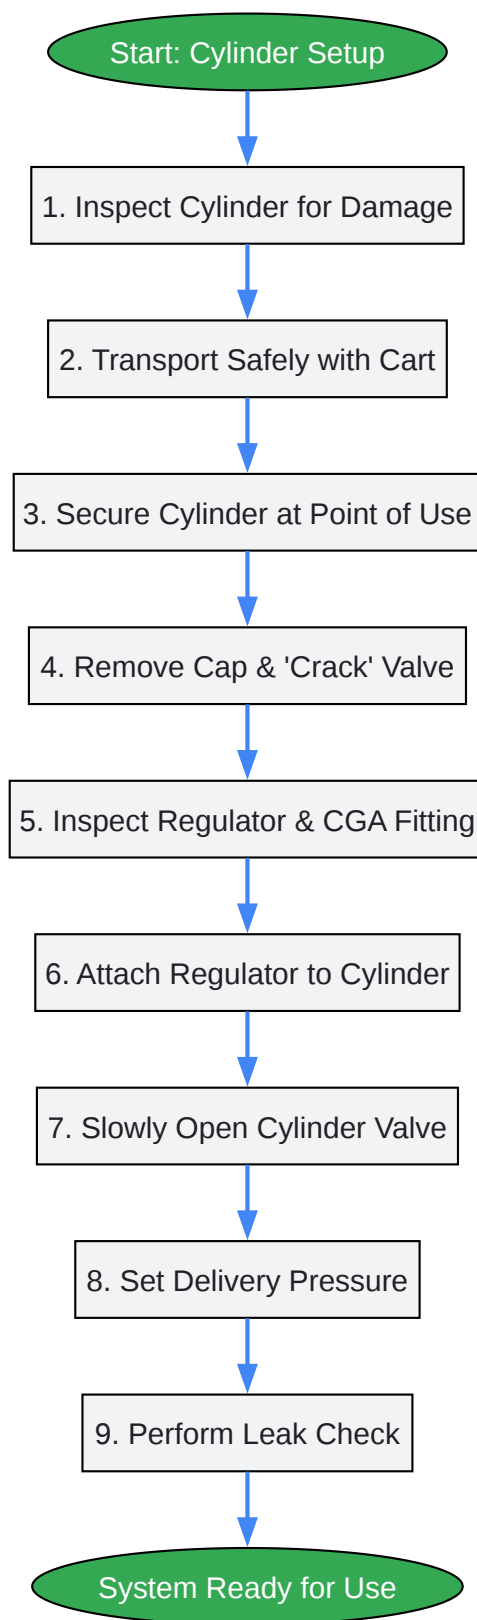 Start: Cylinder Setup
1. Inspect Cylinder for Damage
2. Transport Safely with Cart
3. Secure Cylinder at Point of Use
4. Remove Cap & 'Crack' Valve
5. Inspect Regulator & CGA Fitting
6. Attach Regulator to Cylinder
7. Slowly Open Cylinder Valve
8. Set Delivery Pressure
9. Perform Leak Check
System Ready for Use